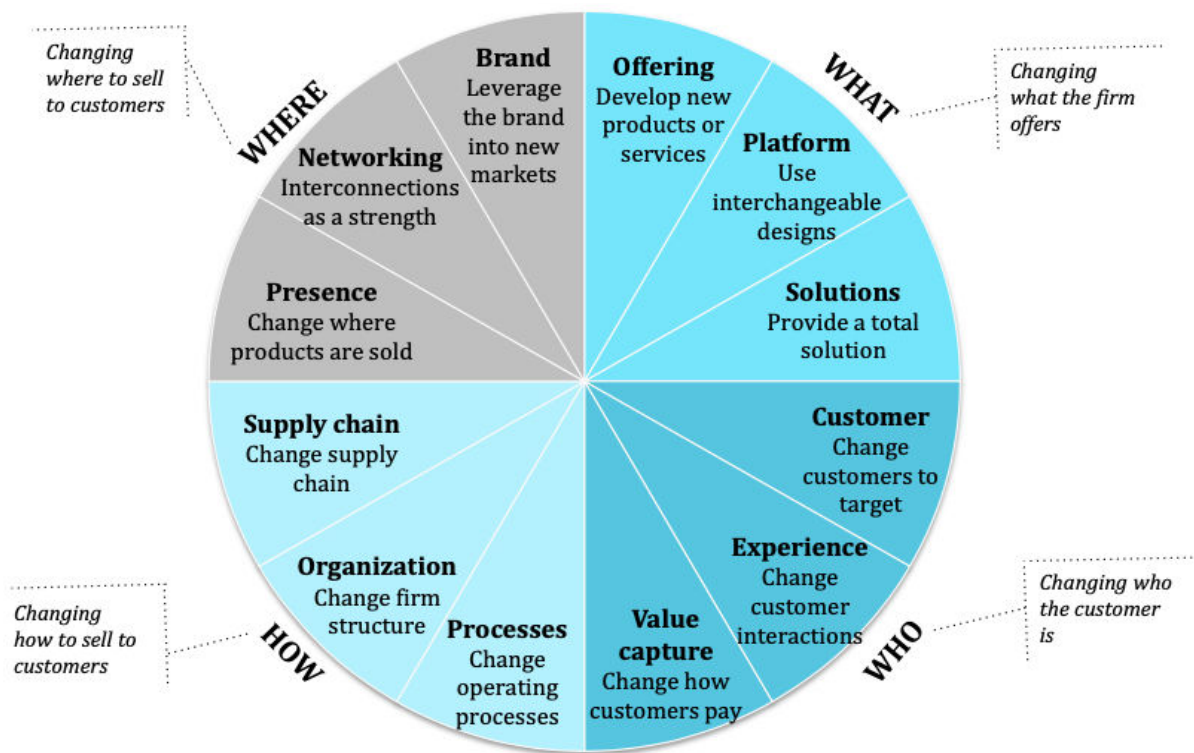 Changing
where to sell
to customers
WHERE
Brand
Leverage
the brand
into new
markets
Networking
Interconnections
as a strength
Presence
Change where
products are sold
Offering
Develop new
products or
services
WHAT
Changing
what the firm
offers
Platform
Use
interchangeable
designs
Solutions
Provide a total
solution
Customer
Change
customers to
target
Experience
Change
customer
interactions
Value
capture
Change how
customers pay
WHO
Changing who
the customer
is
Supply chain
Change supply
chain
Organization
Change firm
structure
Processes
Change
operating
processes
HOW
Changing
how to sell to
customers